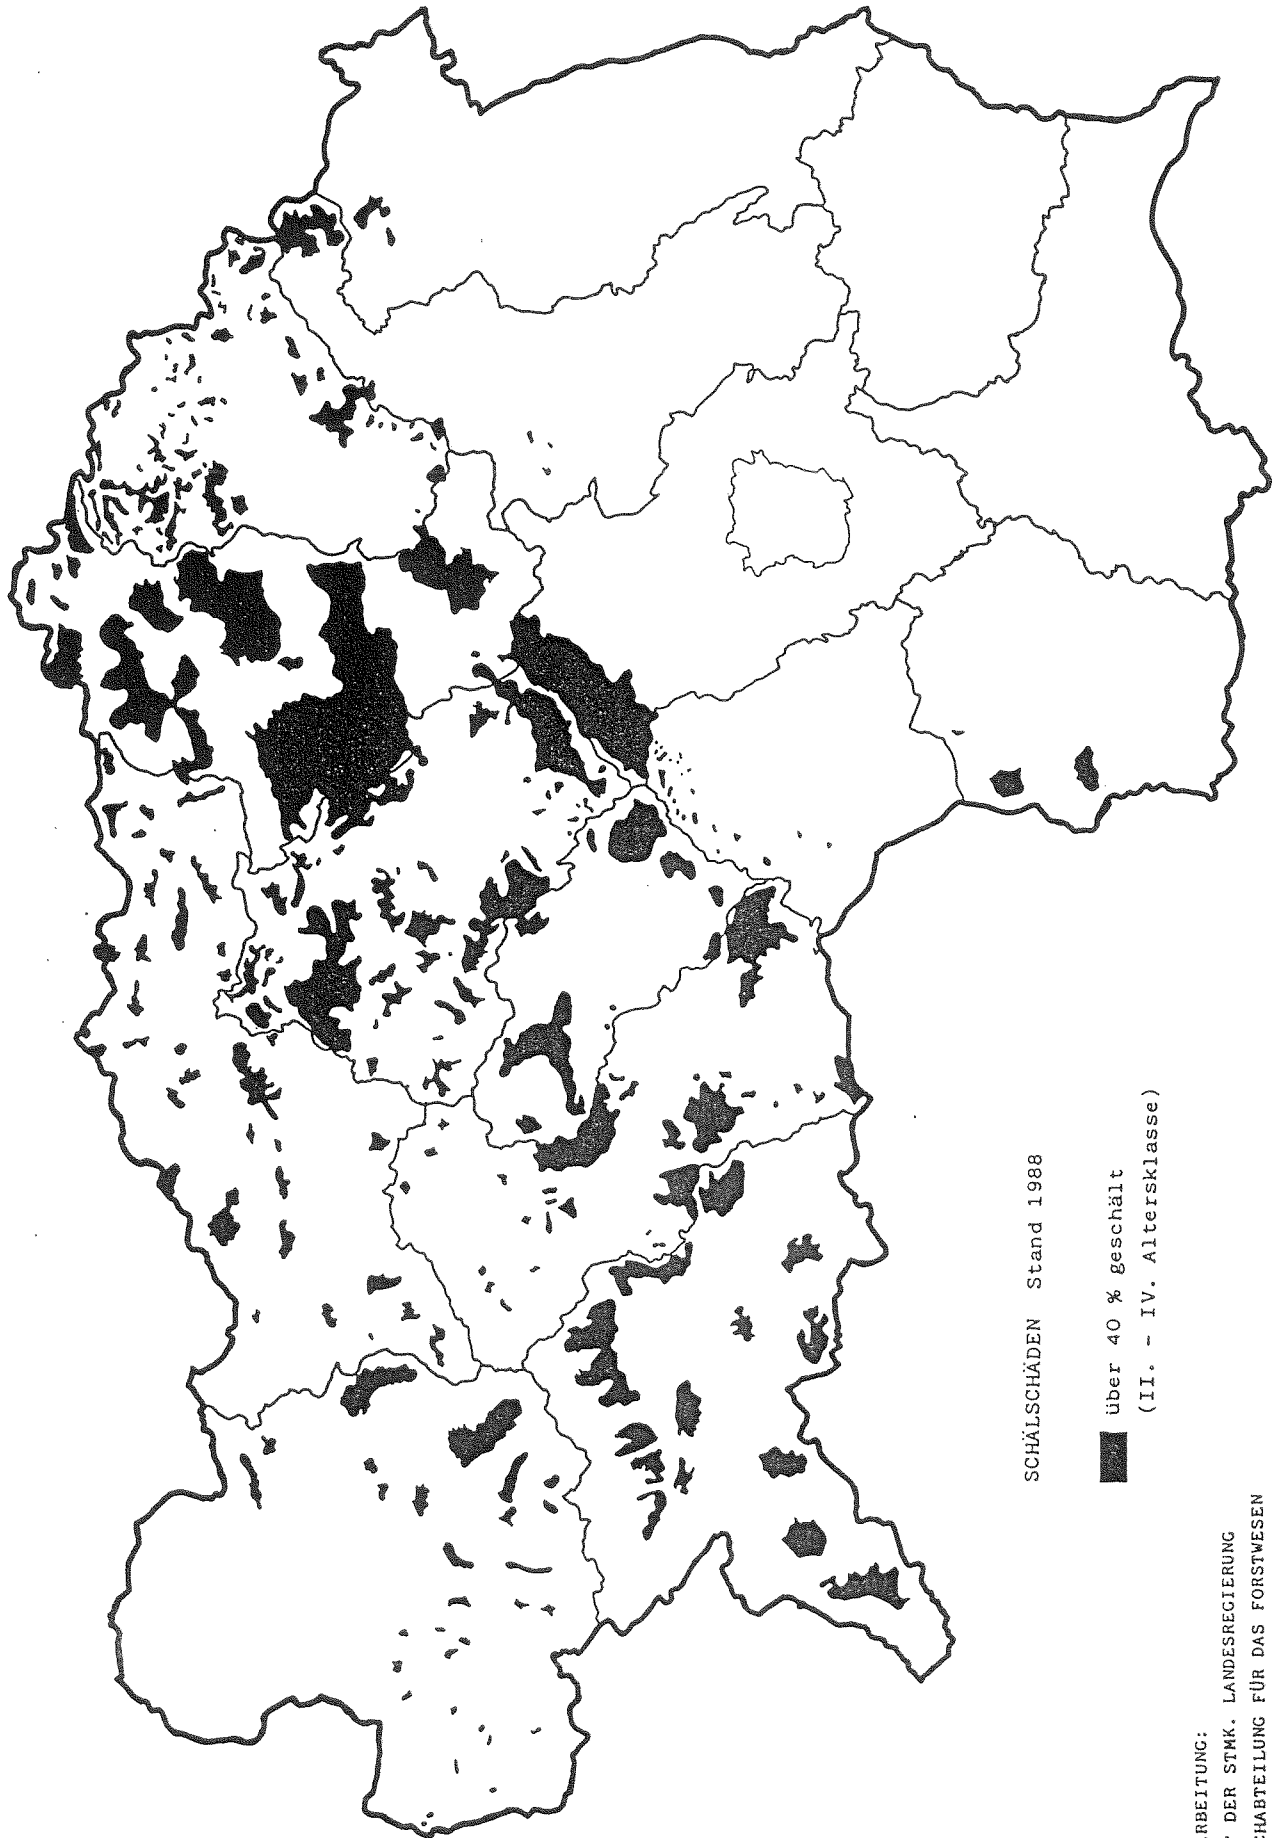 SCHÄLSCHÄDEN Stand 1988
über 40 % geschält
(II. - IV. Altersklasse)
RBEITUNG:
DER STMK. LANDESREGIERUNG
CHABTEILUNG FÜR DAS FORSTWESEN